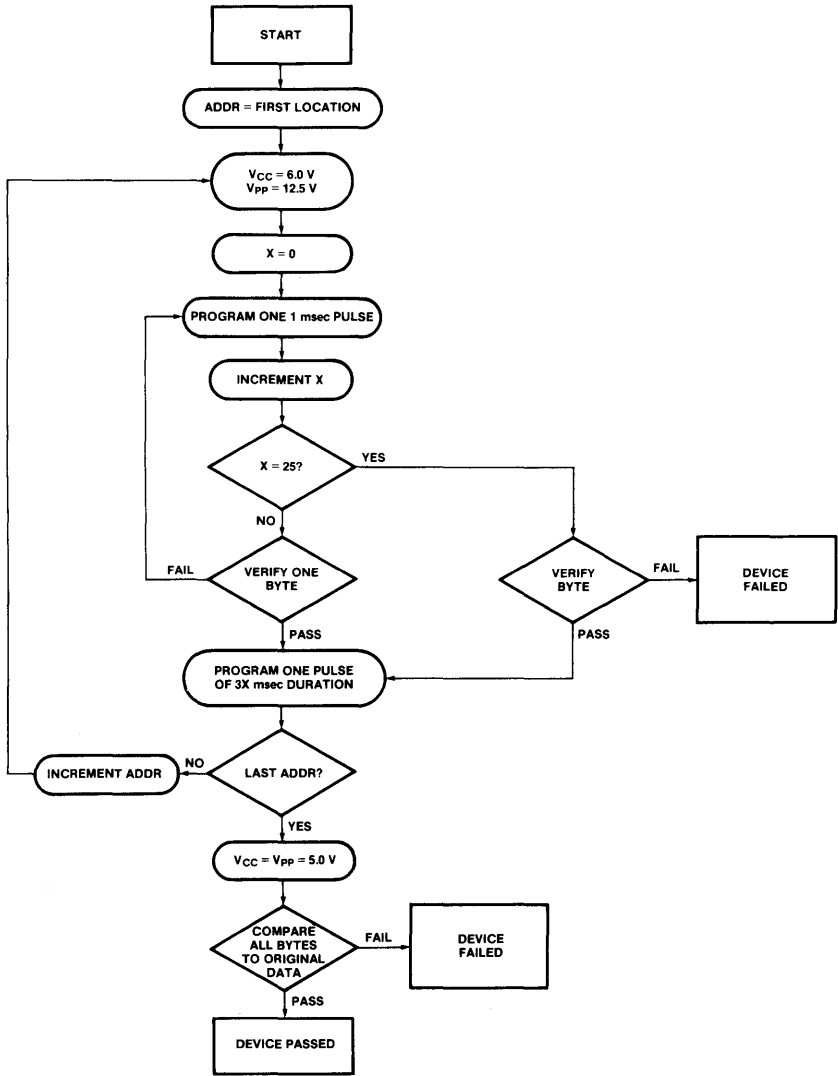 START
ADDR = FIRST LOCATION
VCC = 6.0 V
VPP = 12.5 V
X = 0
PROGRAM ONE 1 msec PULSE
INCREMENT X
X = 25?
YES
NO
VERIFY ONE
BYTE
FAIL
PASS
VERIFY
BYTE
FAIL
PASS
DEVICE
FAILED
PROGRAM ONE PULSE
OF 3X msec DURATION
LAST ADDR?
NO
INCREMENT ADDR
YES
VCC = VPP = 5.0 V
COMPARE
ALL BYTES
TO ORIGINAL
DATA
FAIL
DEVICE
FAILED
PASS
DEVICE PASSED